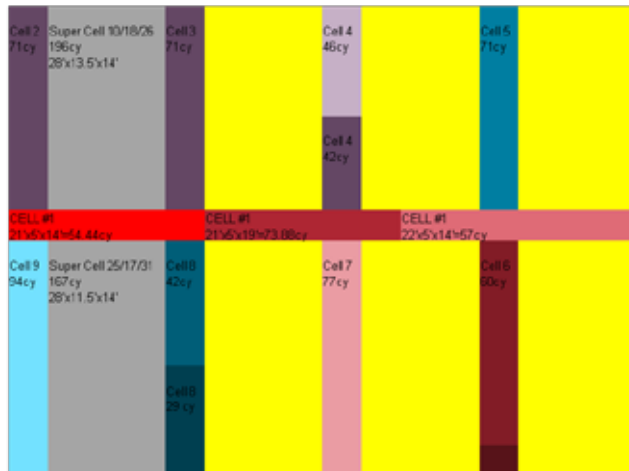 Cell 2
71cy
Super Cell 10/18/26
196cy
28'x13.5'x14'
Cell 3
71cy
Cell 4
46cy
Cell 5
71cy
Cell 4
42cy
CELL #1
21'x5'x14'=54.44cy
CELL #1
21'x5'x19'=73.88cy
CELL #1
22'x5'x14'=57cy
Cell 9
94cy
Super Cell 25/17/31
167cy
28'x11.5'x14'
Cell 8
42cy
Cell 7
77cy
Cell 6
60cy
Cell 8
29 cy